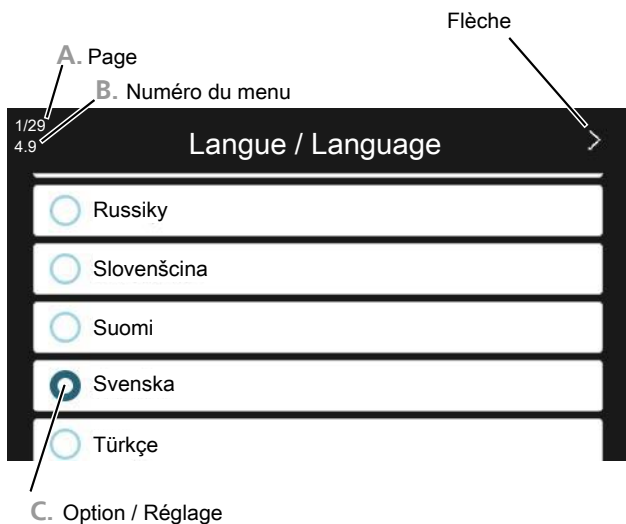 Flèche
A. Page
B. Numéro du menu
1/29
4.9
Langue / Language
Russiky
Slovenšcina
Suomi
Svenska
Türkçe
C. Option / Réglage